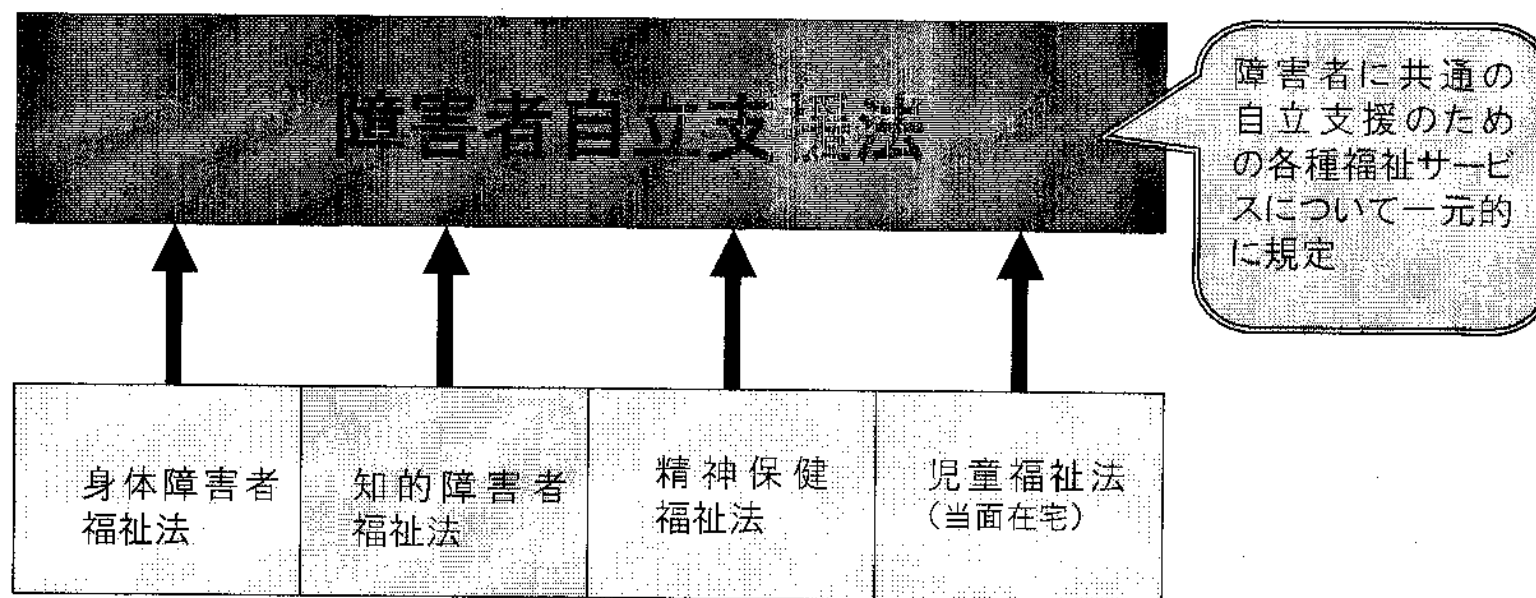 障害者自立支援法
障害者に共通の
自立支援のため
の各種福祉サービ
スについて一元的
に規定
身体障害者
福祉法
知的障害者
福祉法
精神保健
福祉法
児童福祉法
（当面在宅）